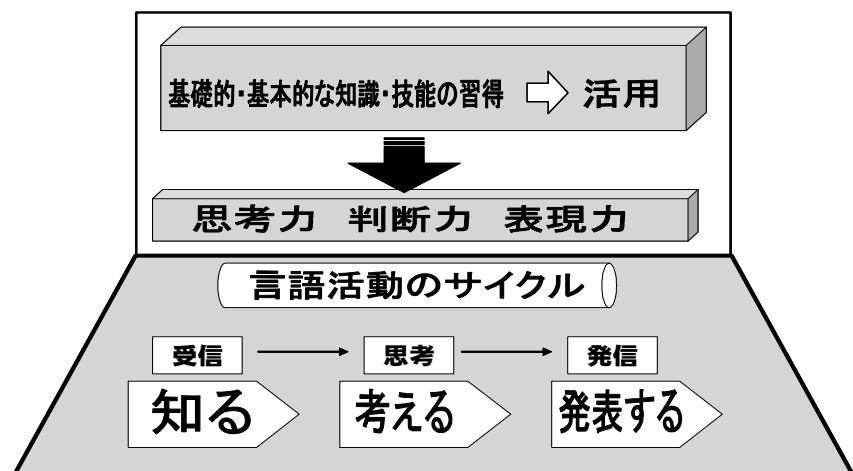 基礎的・基本的な知識・技能の習得 活用
思考力 判断力 表現力
言語活動のサイクル
受信 思考 発信
知る 考える 発表する